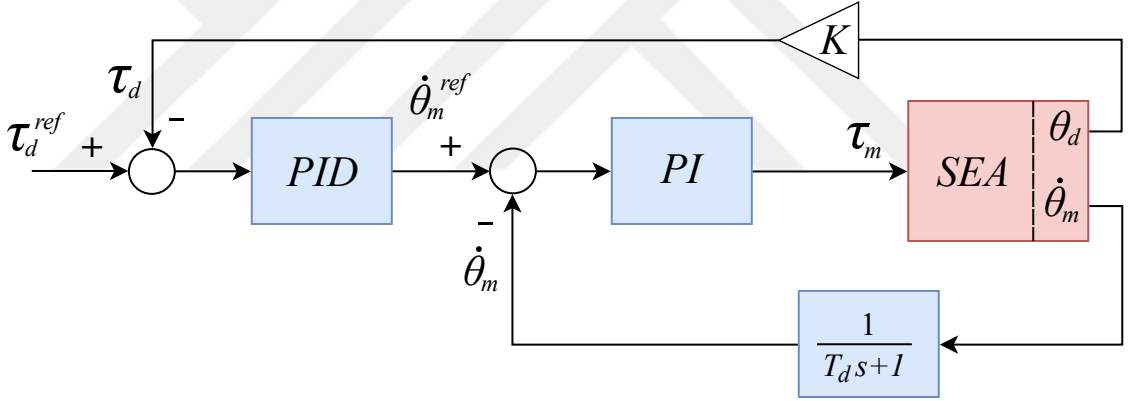 K
τ_d
-
τ_d^ref
+
PID
θ̇_m^ref
+
-
θ̇_m
PI
τ_m
SEA
θ_d
θ̇_m
1
T_d s+1